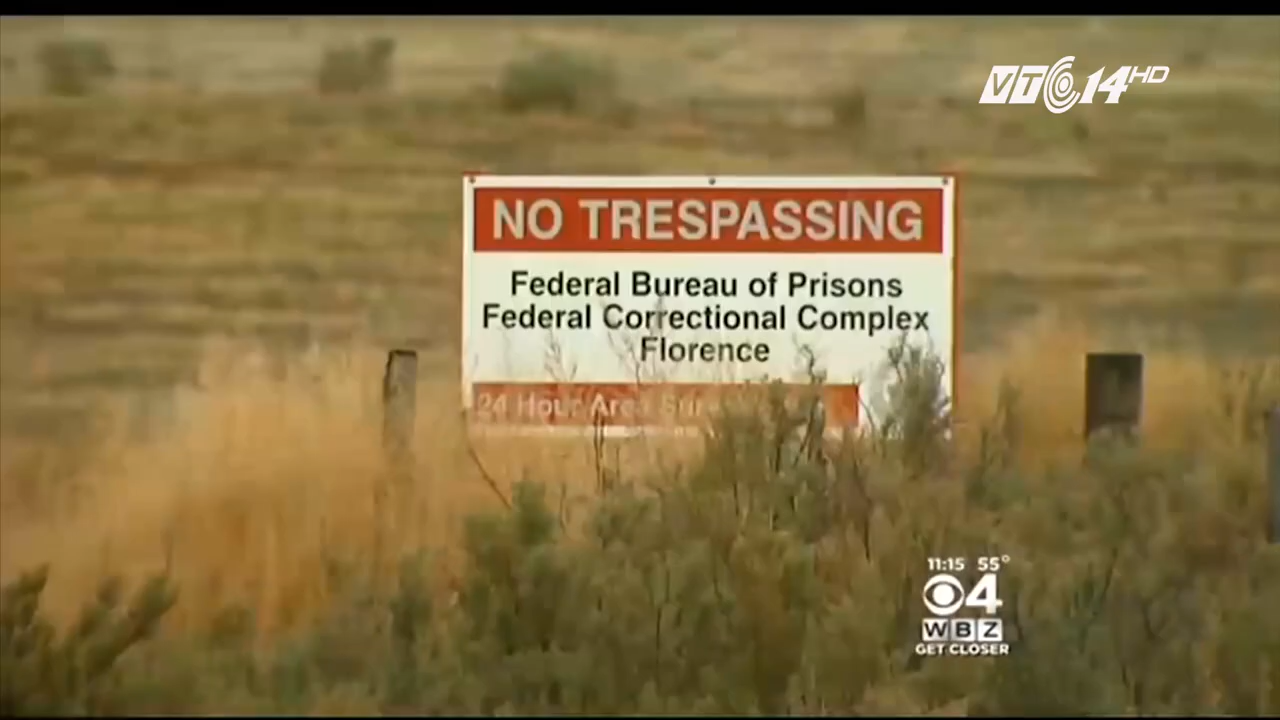 VTC14HD
NO TRESPASSING
Federal Bureau of Prisons
Federal Correctional Complex
Florence
24 Hour Area
11:15 55°
4
WBZ
GET CLOSER